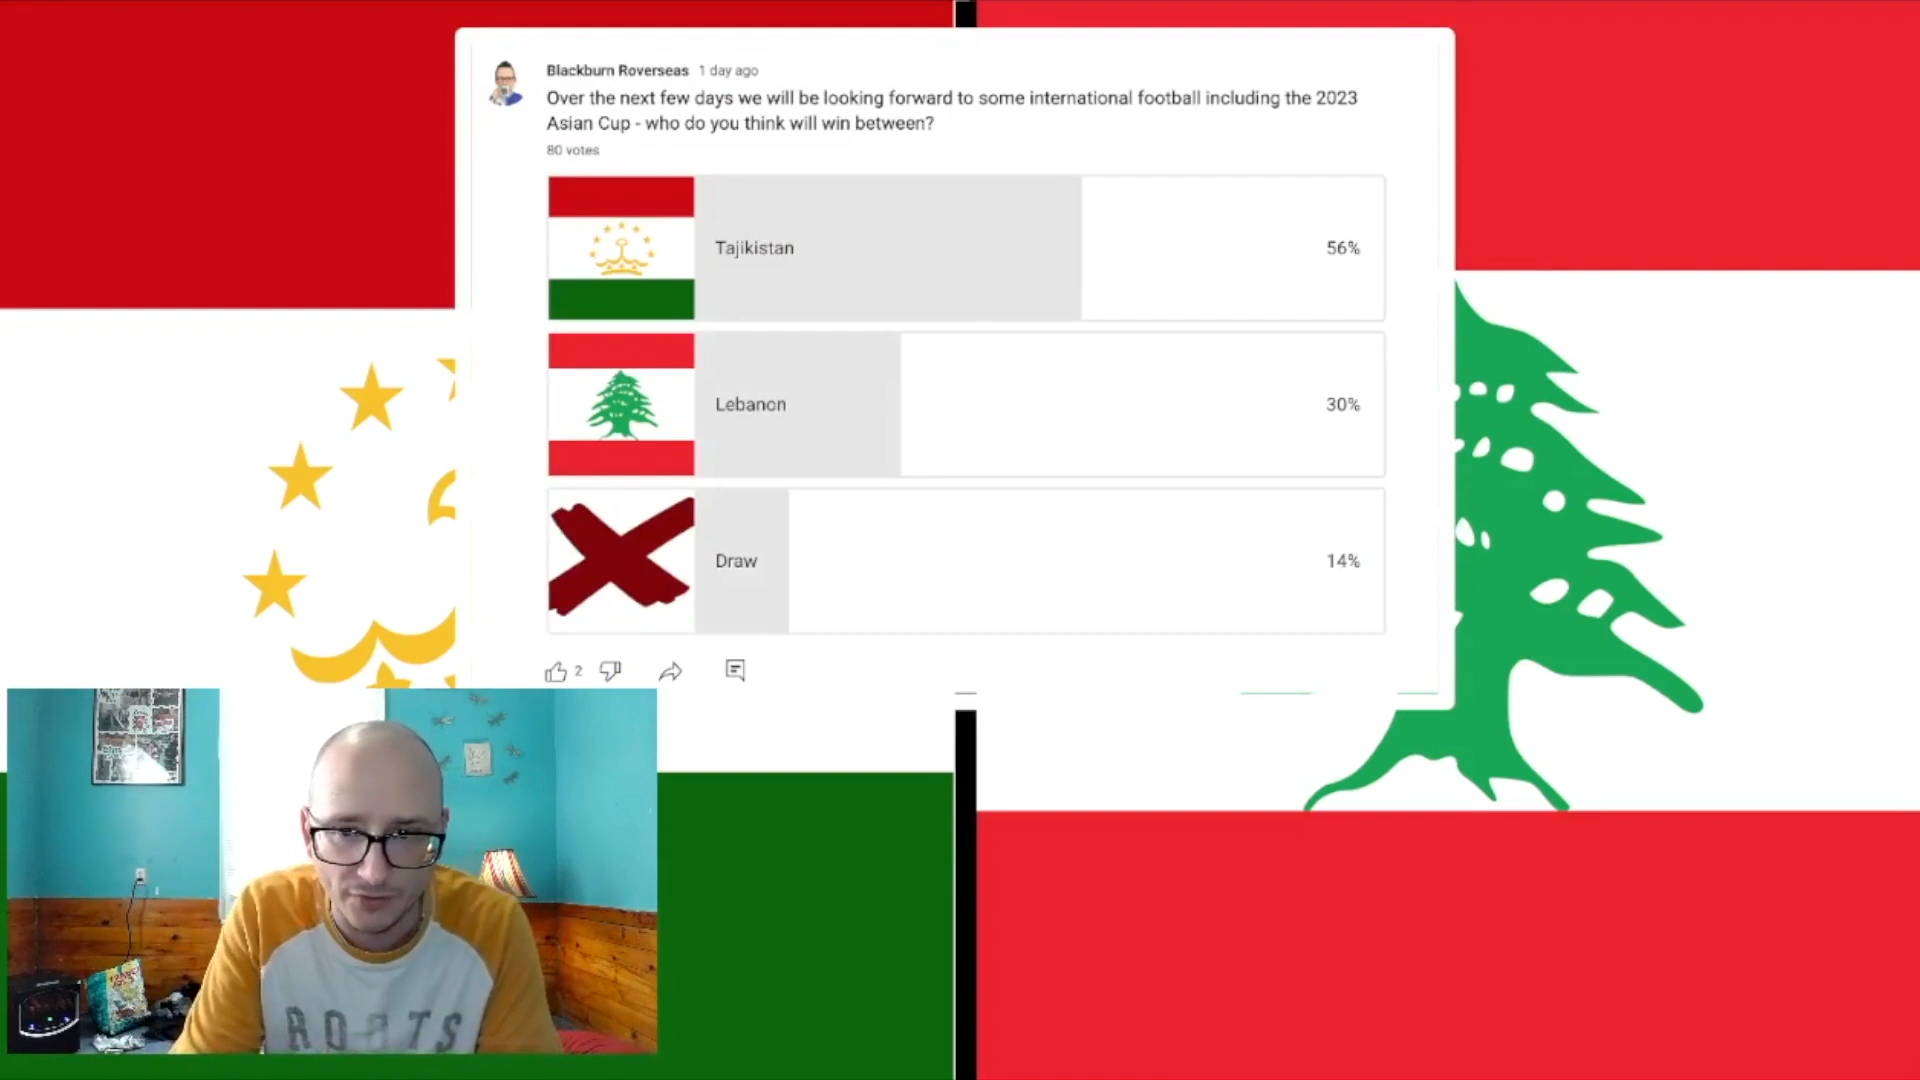 Blackburn Roverseas 1 day ago
Over the next few days we will be looking forward to some international football including the 2023
Asian Cup - who do you think will win between?
80 votes
Tajikistan
56%
Lebanon
30%
Draw
14%
2
ROOTS